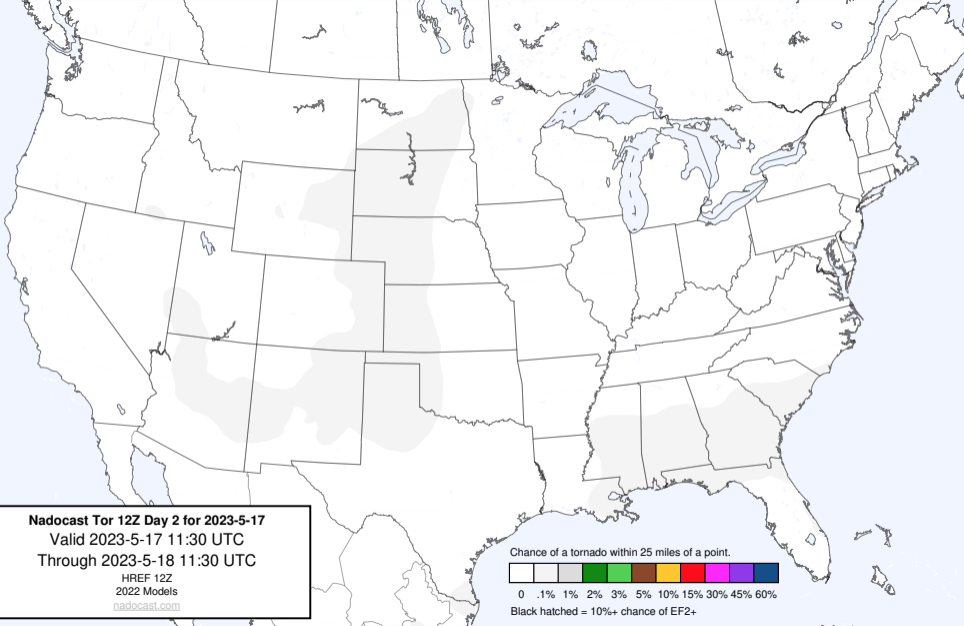 Nadocast Tor 12Z Day 2 for 2023-5-17
Valid 2023-5-17 11:30 UTC
Through 2023-5-18 11:30 UTC
HREF 12Z
2022 Models
nadocast.com
Chance of a tornado within 25 miles of a point.
0 .1% 1% 2% 3% 5% 10% 15% 30% 45% 60%
Black hatched = 10%+ chance of EF2+